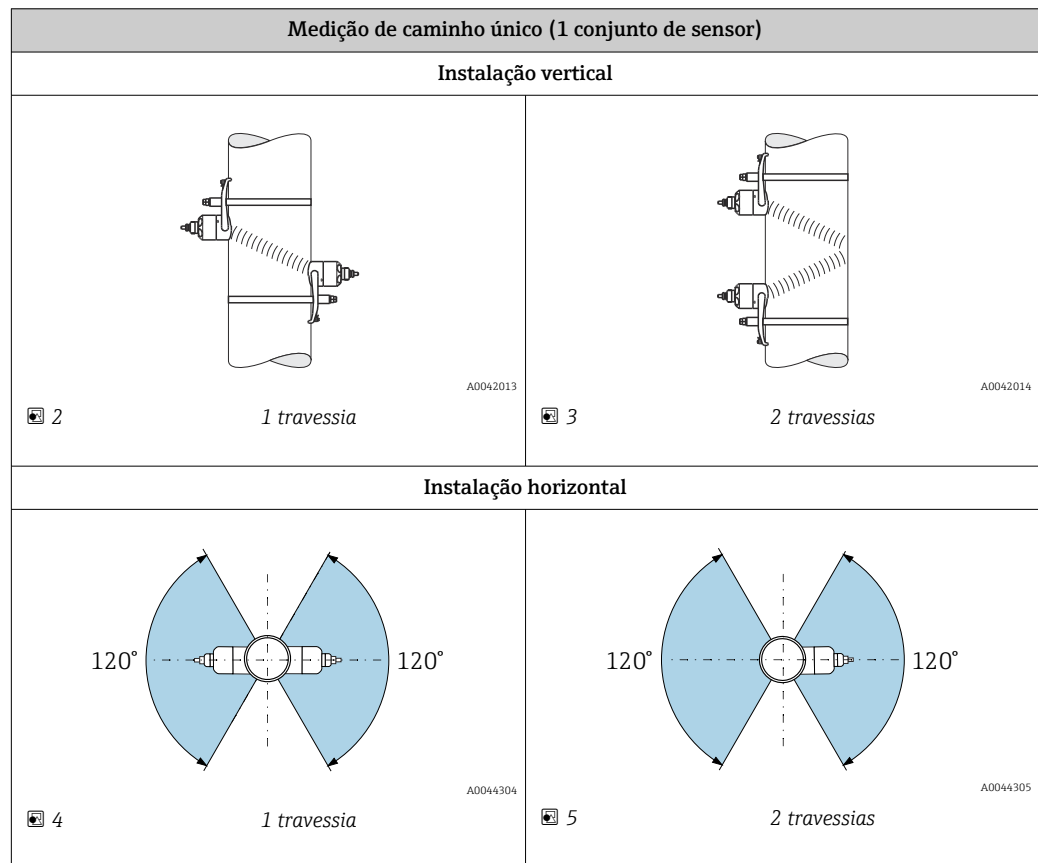 Medição de caminho único (1 conjunto de sensor)
Instalação vertical
A0042013
2 1 travessia
A0042014
3 2 travessias
Instalação horizontal
120° 120°
A0044304
4 1 travessia
120° 120°
A0044305
5 2 travessias